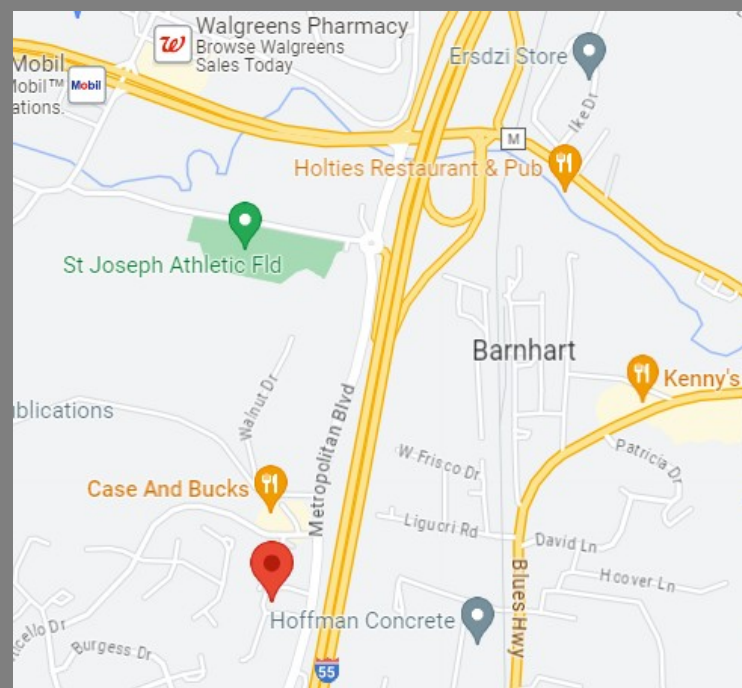 Walgreens Pharmacy
Browse Walgreens
Sales Today
Mobil
Mobil™
ations.
Mobil
Ersdzi Store
Ike Dr
M
Holties Restaurant & Pub
St Joseph Athletic Fld
Barnhart
Kenny's
Walnut Dr
Metropolitan Blvd
ublications
Patricia Dr
W Frisco Dr
Case And Bucks
Liguori Rd
David Ln
Blues Hwy
Hoover Ln
Hoffman Concrete
ticello Dr
Burgess Dr
55